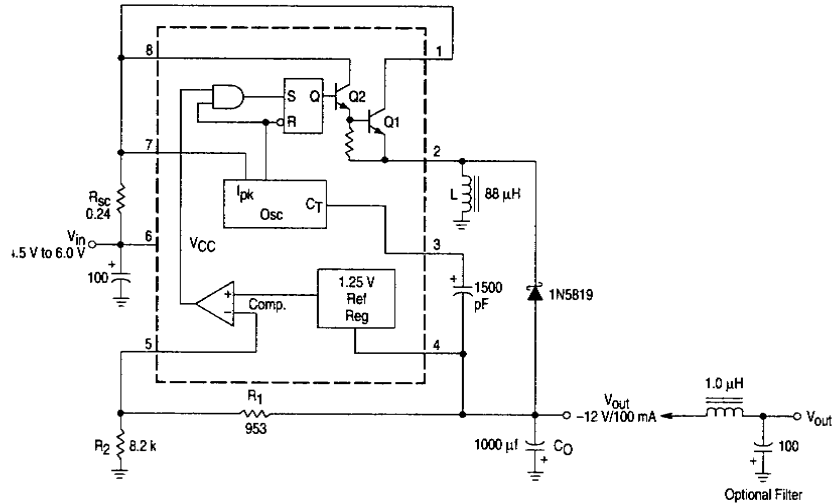 8
1
S
Q
Q2
R
Q1
7
2
Ipk
Osc
CT
L
88 µH
Rsc
0.24
Vin
4.5 V to 6.0 V
6
VCC
3
100
+
1500
pF
+
1.25 V
Ref
Reg
+
−
Comp.
1N5819
5
4
R1
953
R2
8.2 k
Vout
−12 V/100 mA
1.0 µH
Vout
1000 µf
CO
+
100
+
Optional Filter